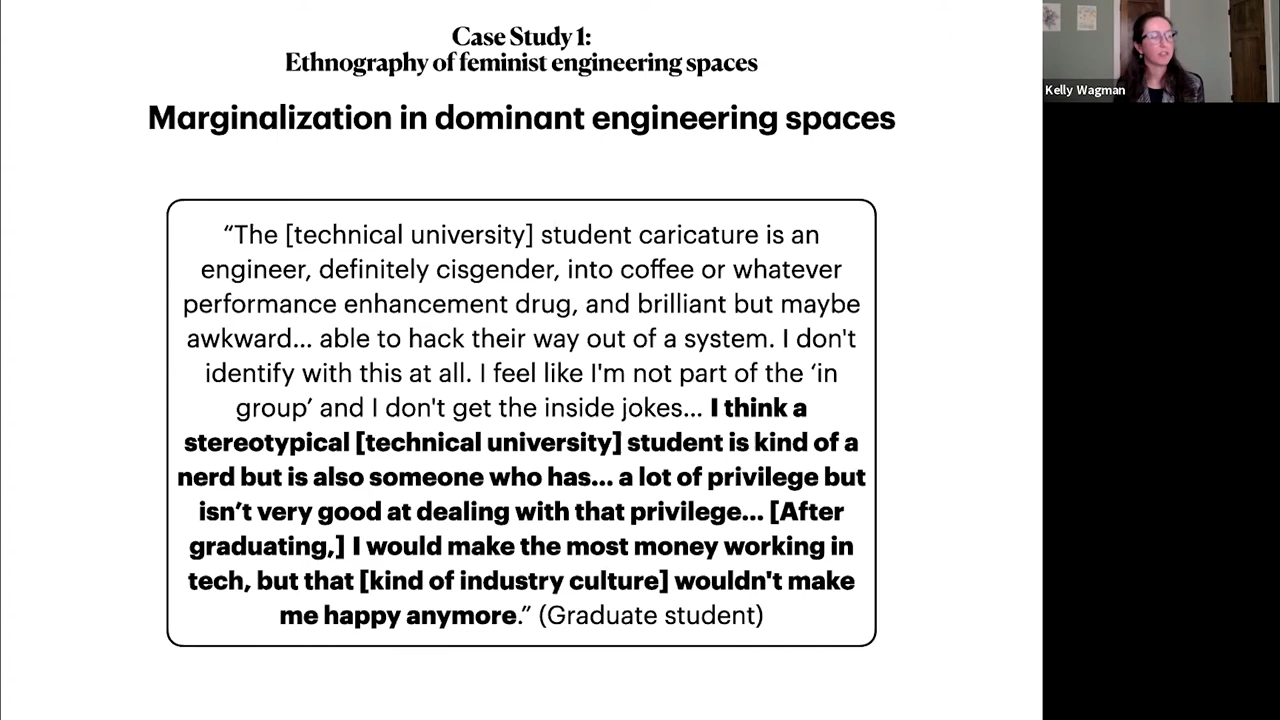 Case Study 1:
Ethnography of feminist engineering spaces
Marginalization in dominant engineering spaces
“The [technical university] student caricature is an
engineer, definitely cisgender, into coffee or whatever
performance enhancement drug, and brilliant but maybe
awkward... able to hack their way out of a system. I don't
identify with this at all. I feel like I'm not part of the ‘in
group’ and I don't get the inside jokes... I think a
stereotypical [technical university] student is kind of a
nerd but is also someone who has... a lot of privilege but
isn’t very good at dealing with that privilege... [After
graduating,] I would make the most money working in
tech, but that [kind of industry culture] wouldn't make
me happy anymore.” (Graduate student)
Kelly Wagman